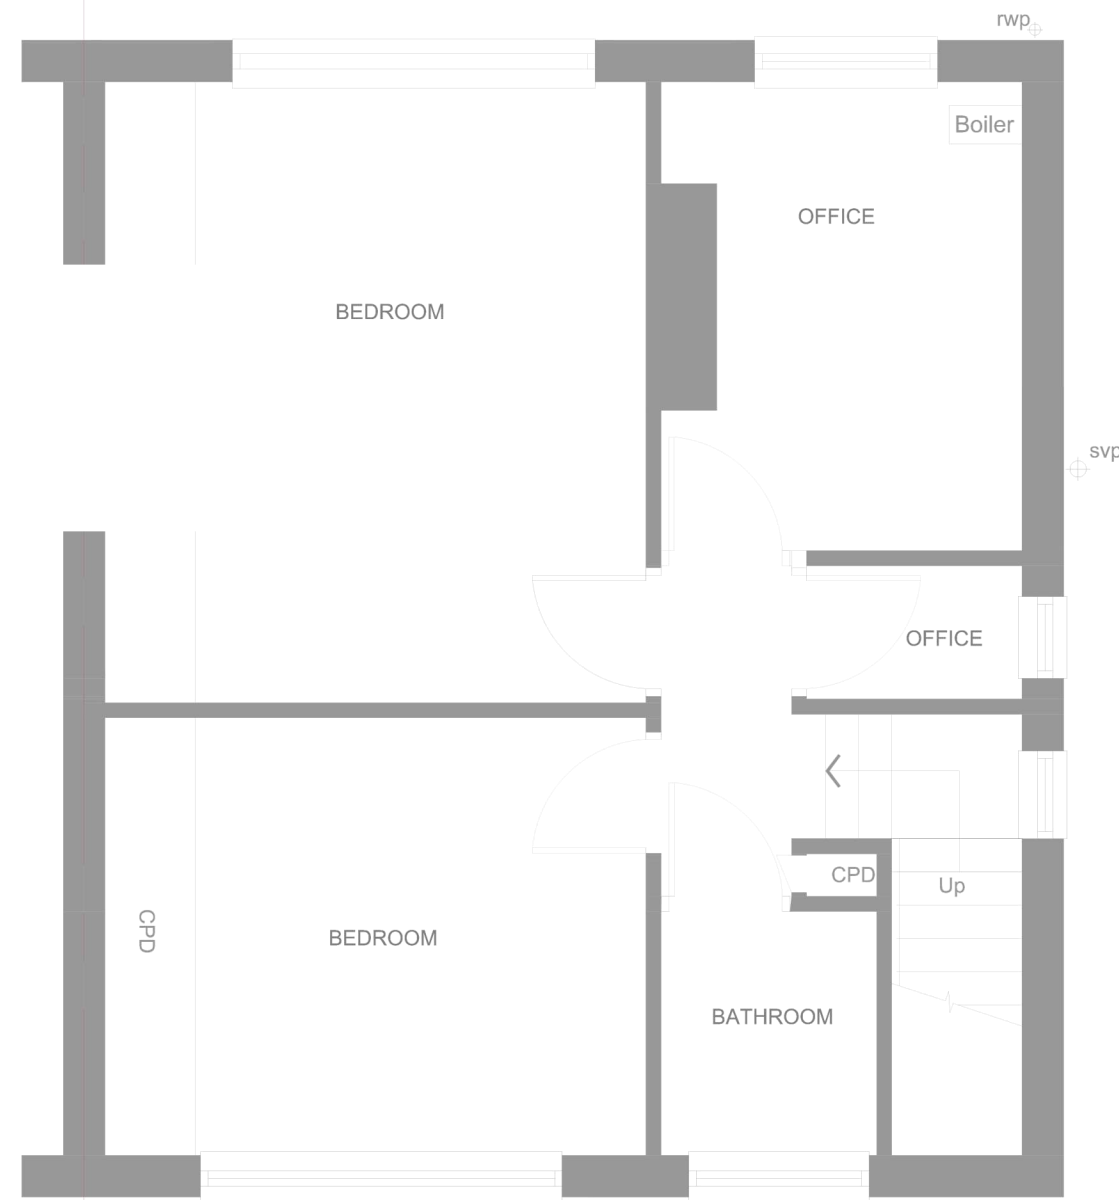 rwp
Boiler
OFFICE
BEDROOM
svp
OFFICE
CPD
Up
CPD
BEDROOM
BATHROOM